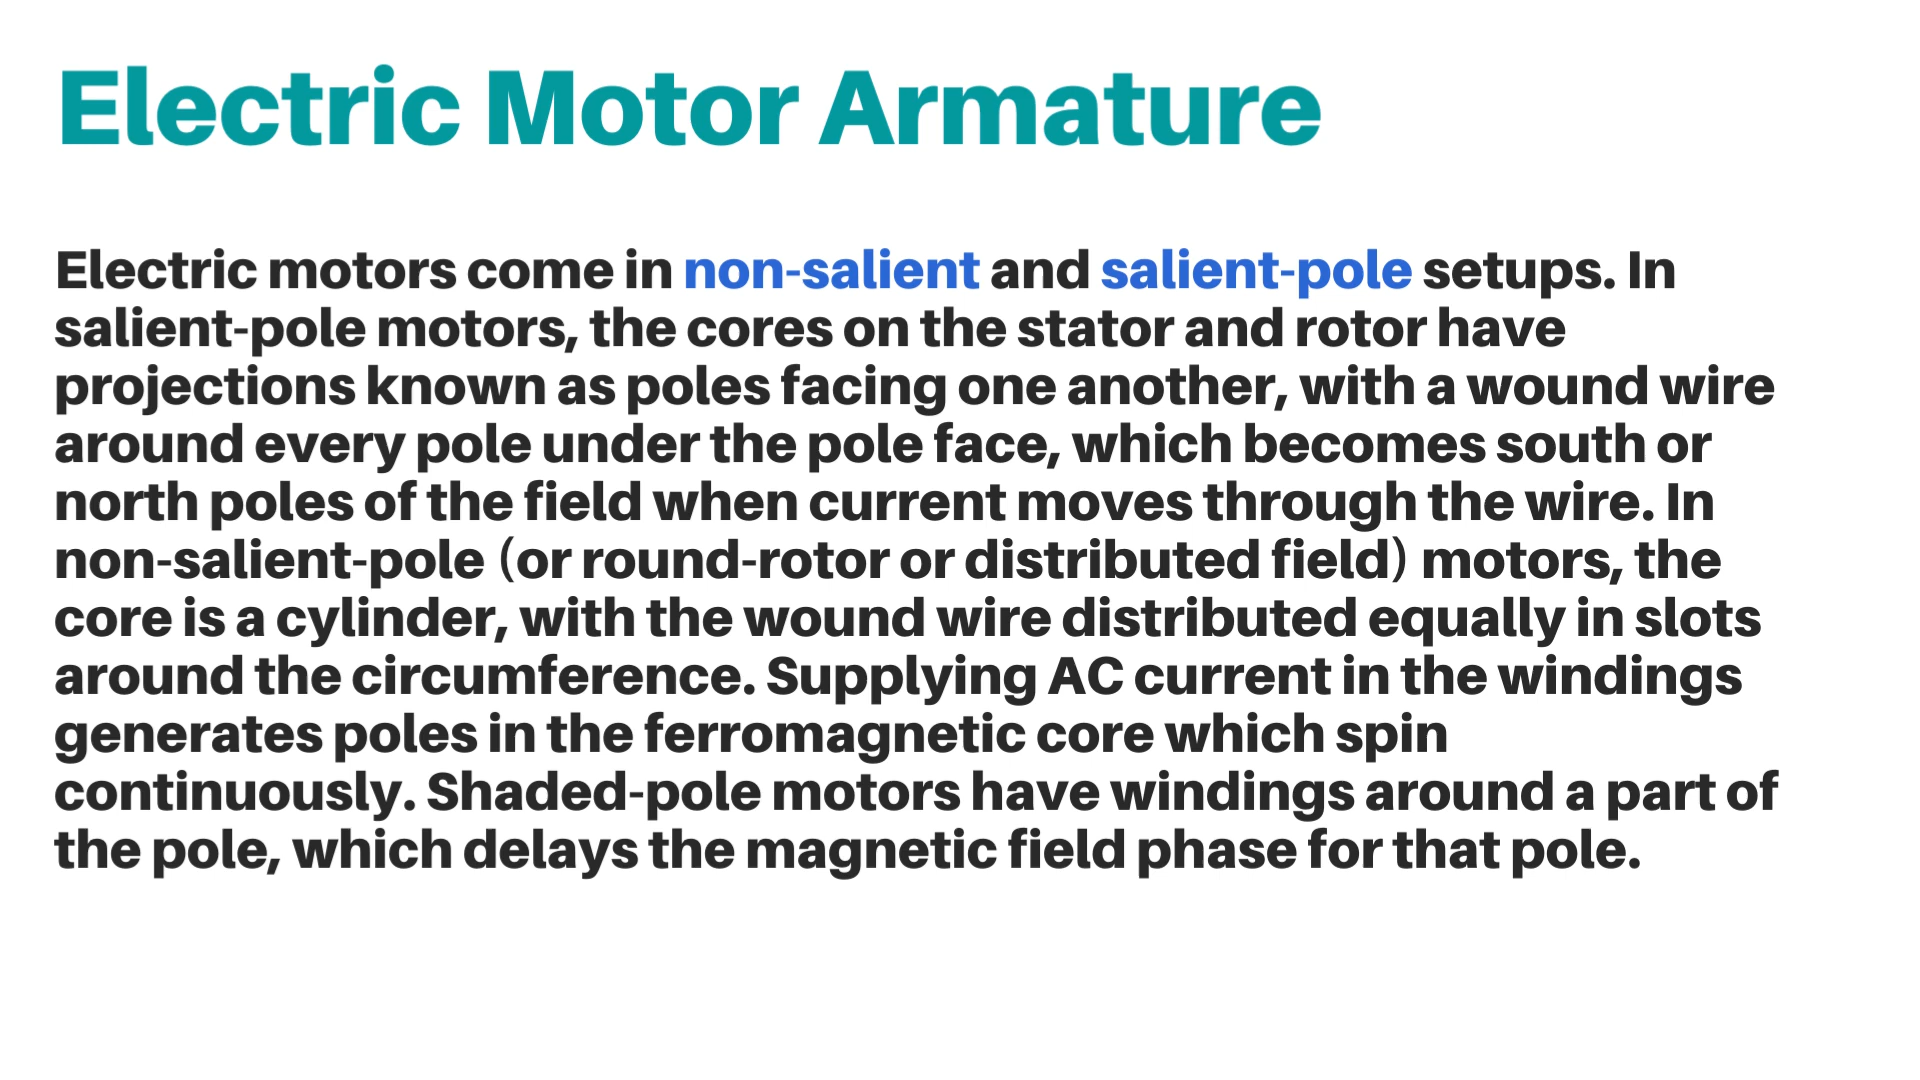 Electric Motor Armature
Electric motors come in non-salient and salient-pole setups. In
salient-pole motors, the cores on the stator and rotor have
projections known as poles facing one another, with a wound wire
around every pole under the pole face, which becomes south or
north poles of the field when current moves through the wire. In
non-salient-pole (or round-rotor or distributed field) motors, the
core is a cylinder, with the wound wire distributed equally in slots
around the circumference. Supplying AC current in the windings
generates poles in the ferromagnetic core which spin
continuously. Shaded-pole motors have windings around a part of
the pole, which delays the magnetic field phase for that pole.